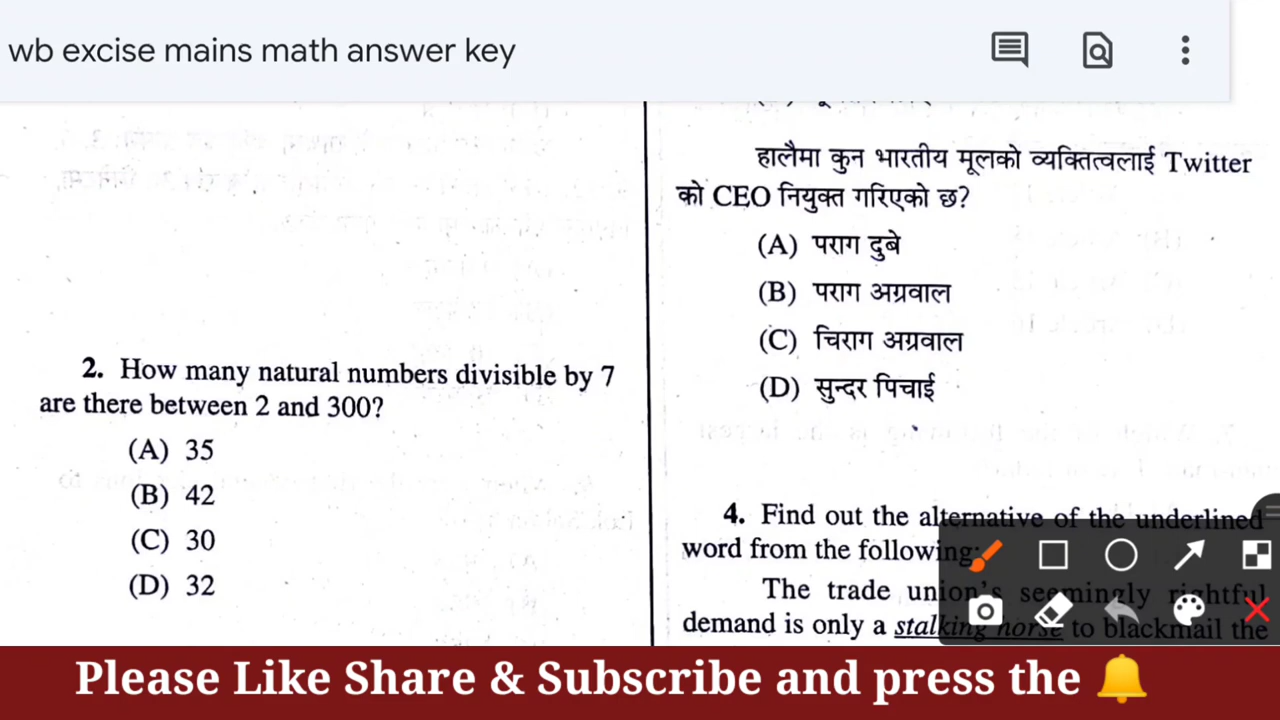 wb excise mains math answer key
2. How many natural numbers divisible by 7
are there between 2 and 300?
(A) 35
(B) 42
(C) 30
(D) 32
हालैमा कुन भारतीय मूलको व्यक्तित्वलाई Twitter
को CEO नियुक्त गरिएको छ?
(A) पराग दुबे
(B) पराग अग्रवाल
(C) चिराग अग्रवाल
(D) सुन्दर पिचाई
4. Find out the alternative of the underlined
word from the following:
The trade union's seemingly rightful
demand is only a stalking horse to blackmail the
Please Like Share & Subscribe and press the